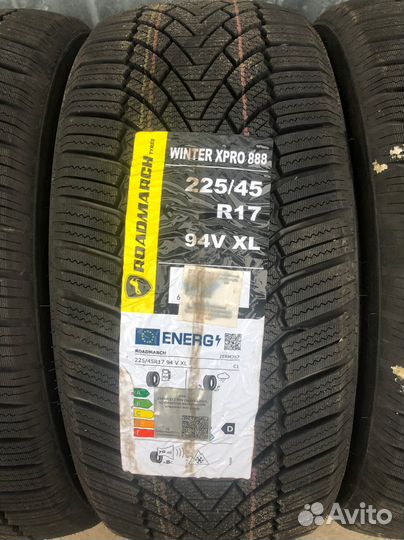 ROADMARCH
TYRES
WINTER XPRO 888
225/45
R17
94V XL
ENERG
ROADMARCH
225/45R17 94 V XL
C1
A
B
C
D
E
D
Avito